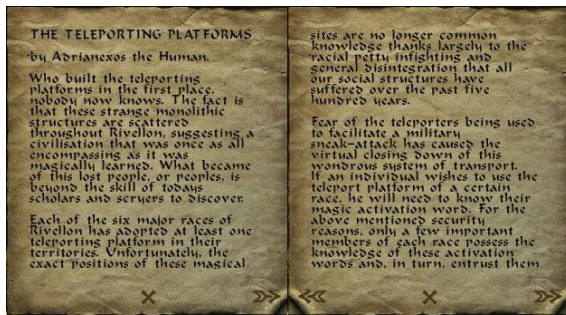 THE TELEPORTING PLATFORMS
by Adrianexos the Human.
Who built the teleporting
platforms in the first place,
nobody now knows. The fact is
that these strange monolithic
structures are scattered
throughout Rivellon, suggesting a
civilisation that was once as all
encompassing as it was
magically learned. What became
of this lost people, or peoples, is
beyond the skill of todays
scholars and scryers to discover.
Each of the six major races of
Rivellon has adopted at least one
teleporting platform in their
territories. Unfortunately, the
exact positions of these magical
sites are no longer common
knowledge thanks largely to the
racial petty infighting and
general disintegration that all
our social structures have
suffered over the past five
hundred years.
Fear of the teleporters being used
to facilitate a military
sneak-attack has caused the
virtual closing down of this
wondrous system of transport.
If an individual wishes to use the
teleport platform of a certain
race, he will need to know their
magic activation word. For the
above mentioned security
reasons, only a few important
members of each race possess the
knowledge of these activation
words and, in turn, entrust them